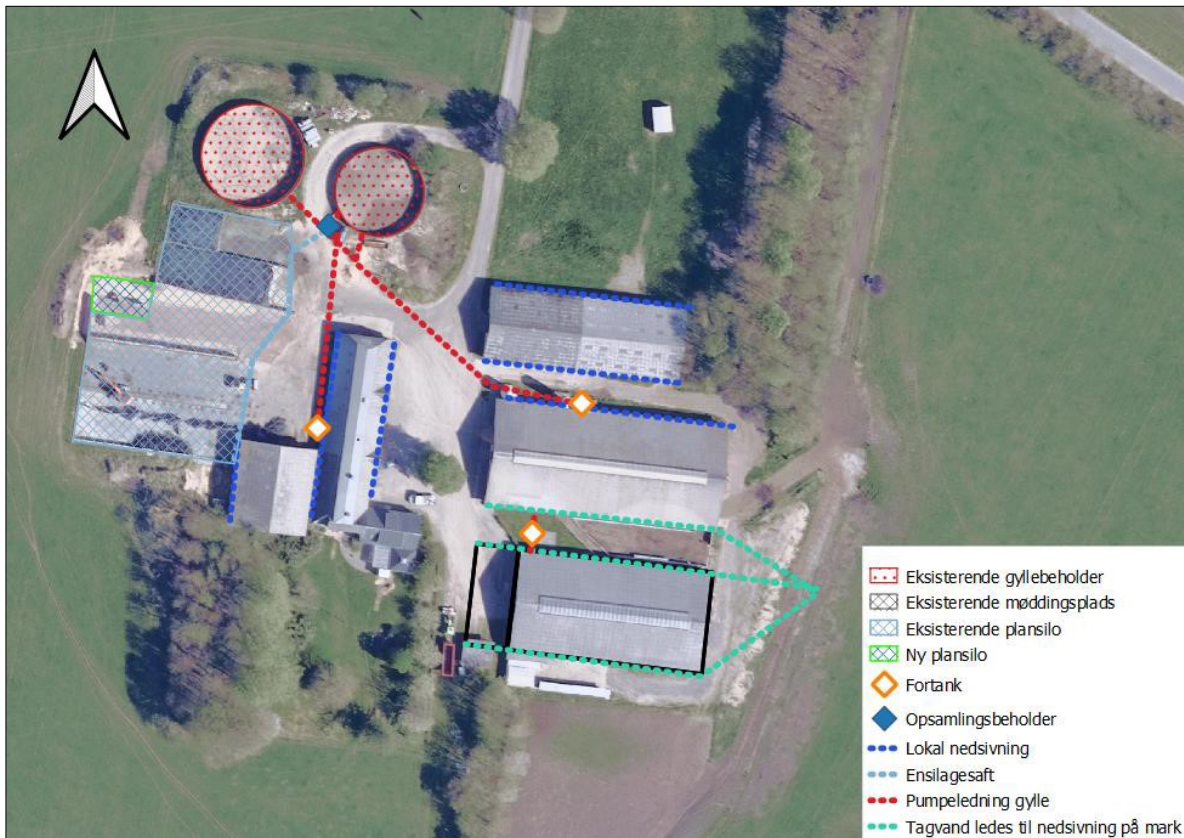 Eksisterende gyllebeholder
Eksisterende møddingsplads
Eksisterende plansilo
Ny plansilo
Fortank
Opsamlingsbeholder
Lokal nedsivning
Ensilagesaft
Pumpeledning gylle
Tagvand ledes til nedsivning på mark